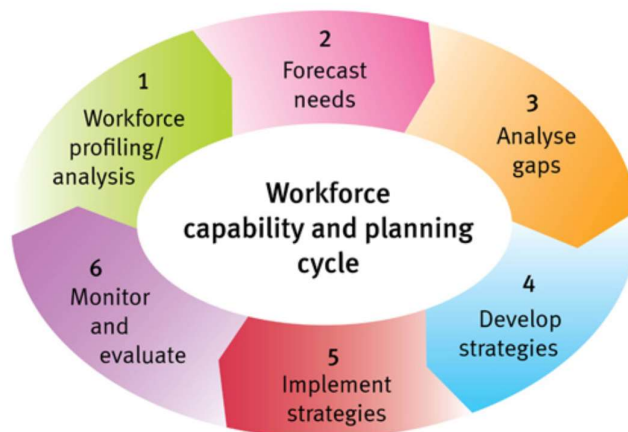 1
Workforce
profiling/
analysis
2
Forecast
needs
3
Analyse
gaps
4
Develop
strategies
5
Implement
strategies
6
Monitor
and
evaluate
Workforce
capability and planning
cycle